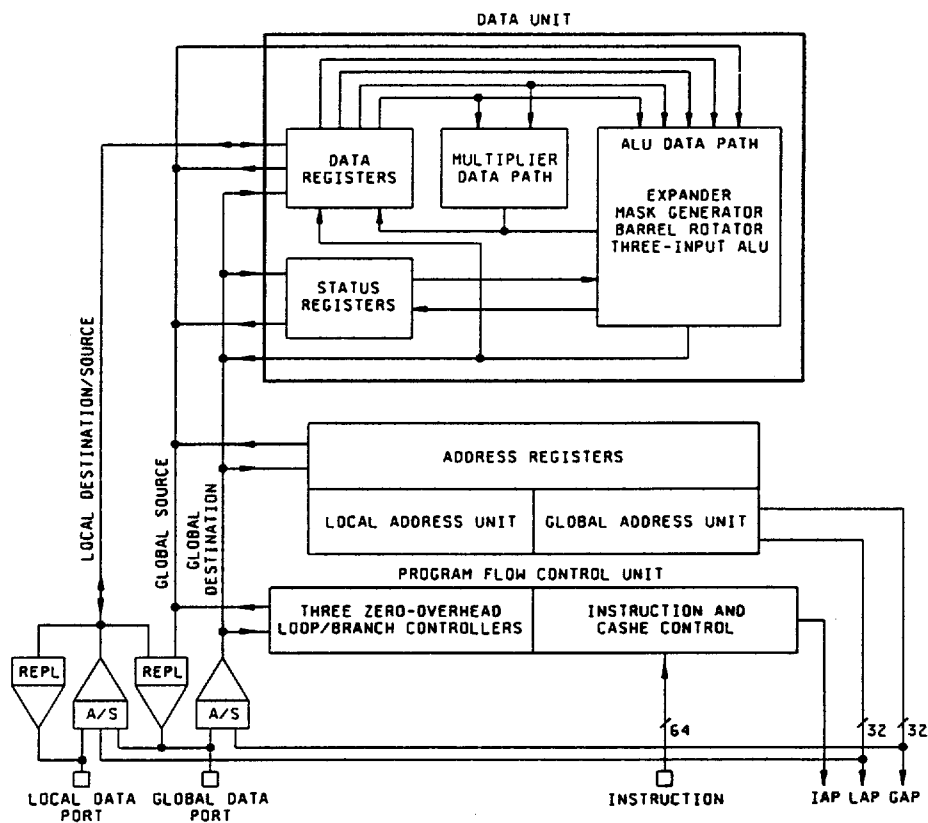 DATA UNIT
DATA
REGISTERS
MULTIPLIER
DATA PATH
ALU DATA PATH
EXPANDER
MASK GENERATOR
BARREL ROTATOR
THREE-INPUT ALU
STATUS
REGISTERS
LOCAL DESTINATION/SOURCE
GLOBAL SOURCE
GLOBAL
DESTINATION
ADDRESS REGISTERS
LOCAL ADDRESS UNIT
GLOBAL ADDRESS UNIT
PROGRAM FLOW CONTROL UNIT
THREE ZERO-OVERHEAD
LOOP/BRANCH CONTROLLERS
INSTRUCTION AND
CASHE CONTROL
REPL
A/S
REPL
A/S
64
32
32
LOCAL DATA
PORT
GLOBAL DATA
PORT
INSTRUCTION
IAP LAP GAP